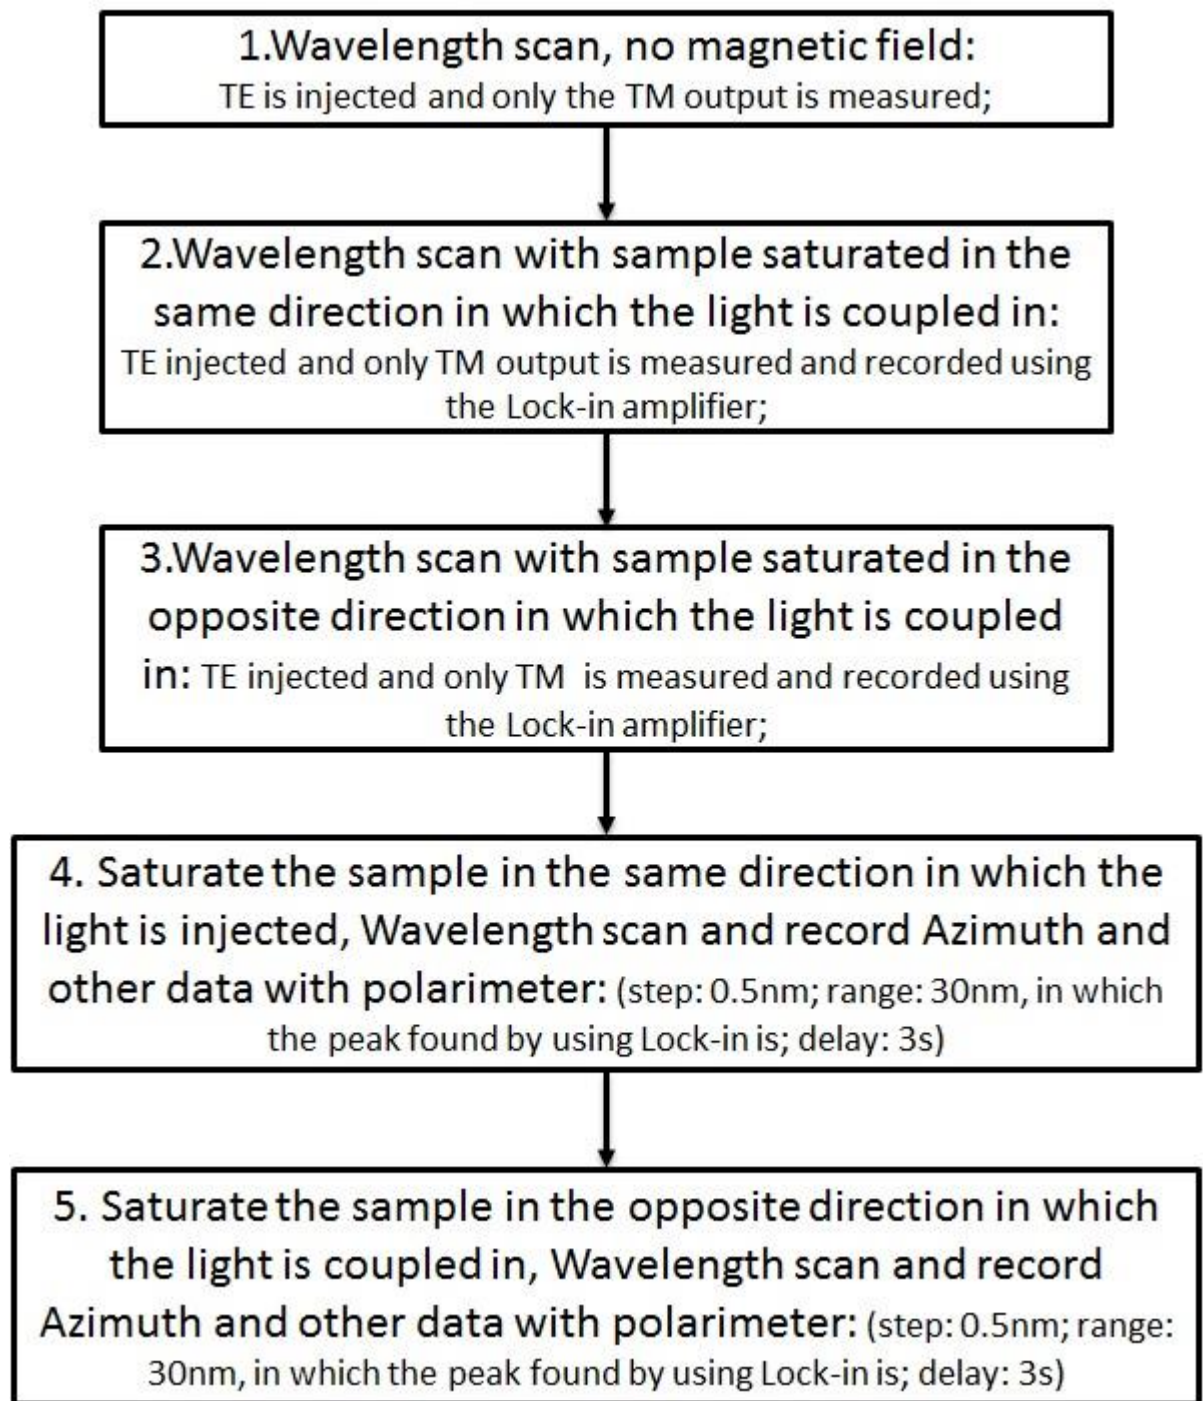 1.Wavelength scan, no magnetic field:
TE is injected and only the TM output is measured;
2.Wavelength scan with sample saturated in the
same direction in which the light is coupled in:
TE injected and only TM output is measured and recorded using
the Lock-in amplifier;
3.Wavelength scan with sample saturated in the
opposite direction in which the light is coupled
in: TE injected and only TM is measured and recorded using
the Lock-in amplifier;
4. Saturate the sample in the same direction in which the
light is injected, Wavelength scan and record Azimuth and
other data with polarimeter: (step: 0.5nm; range: 30nm, in which
the peak found by using Lock-in is; delay: 3s)
5. Saturate the sample in the opposite direction in which
the light is coupled in, Wavelength scan and record
Azimuth and other data with polarimeter: (step: 0.5nm; range:
30nm, in which the peak found by using Lock-in is; delay: 3s)